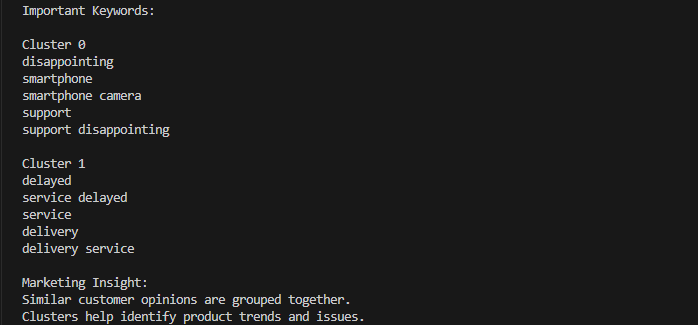 Important Keywords:
Cluster 0
disappointing
smartphone
smartphone camera
support
support disappointing
Cluster 1
delayed
service delayed
service
delivery
delivery service
Marketing Insight:
Similar customer opinions are grouped together.
Clusters help identify product trends and issues.